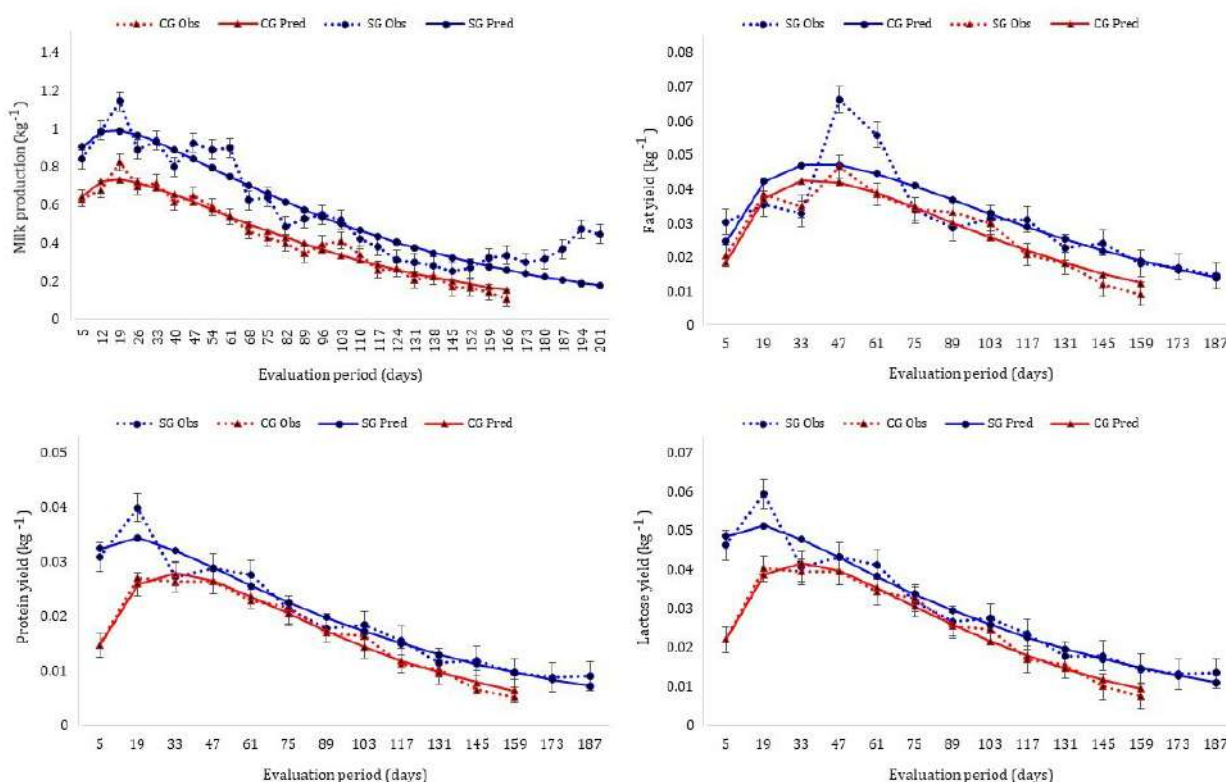 CG Obs CG Pred SG Obs SG Pred
Milk production (kg⁻¹)
1.4
1.2
1
0.8
0.6
0.4
0.2
0
5 12 19 26 33 40 47 54 61 68 75 82 89 96 103 110 117 124 131 138 145 152 159 166 173 180 187 194 201
Evaluation period (days)
SG Obs CG Pred SG Obs CG Pred
Fat yield (kg⁻¹)
0.08
0.07
0.06
0.05
0.04
0.03
0.02
0.01
0
5 19 33 47 61 75 89 103 117 131 145 159 173 187
Evaluation period (days)
SG Obs CG Obs SG Pred CG Pred
Protein yield (kg⁻¹)
0.05
0.04
0.03
0.02
0.01
0
5 19 33 47 61 75 89 103 117 131 145 159 173 187
Evaluation period (days)
SG Obs CG Obs SG Pred CG Pred
Lactose yield (kg⁻¹)
0.07
0.06
0.05
0.04
0.03
0.02
0.01
0
5 19 33 47 61 75 89 103 117 131 145 159 173 187
Evaluation period (days)